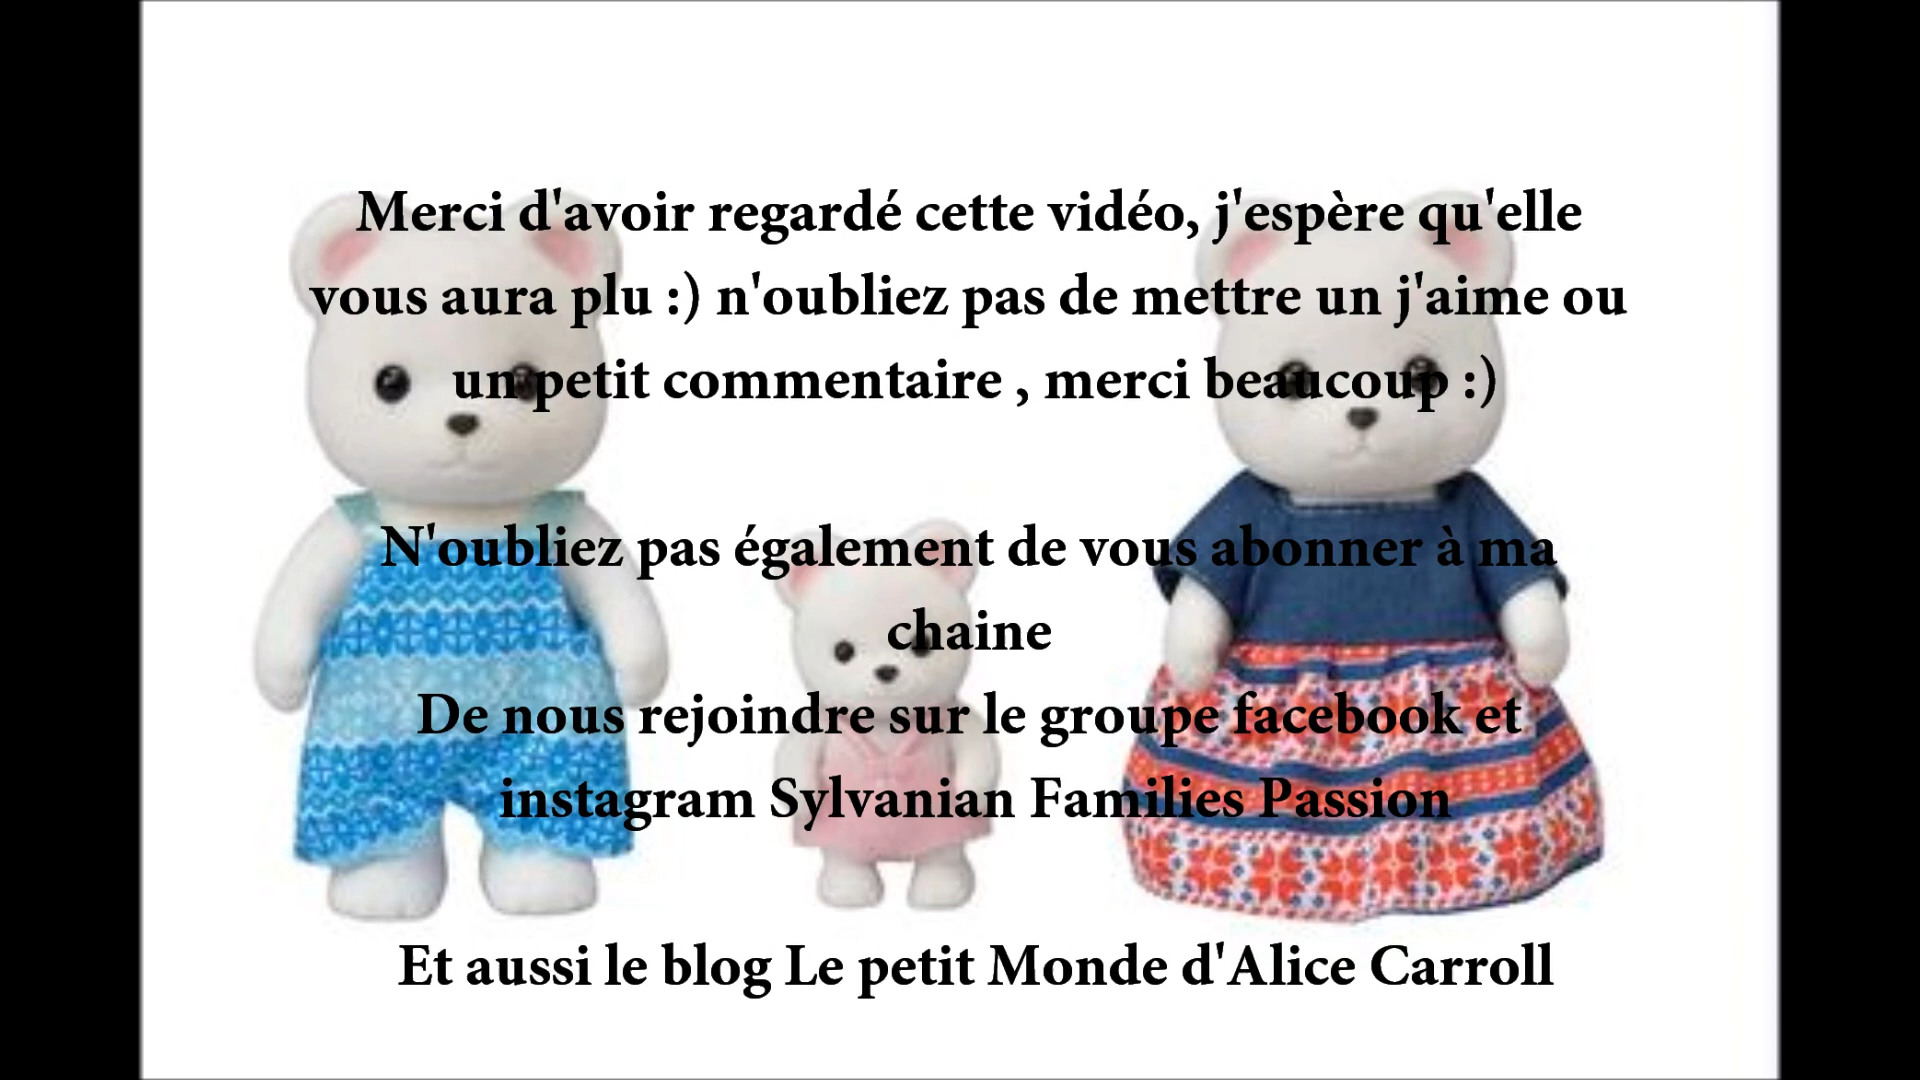 Merci d'avoir regardé cette vidéo, j'espère qu'elle
vous aura plu :) n'oubliez pas de mettre un j'aime ou
un petit commentaire , merci beaucoup :)
N'oubliez pas également de vous abonner à ma
chaine
De nous rejoindre sur le groupe facebook et
instagram Sylvanian Families Passion
Et aussi le blog Le petit Monde d'Alice Carroll